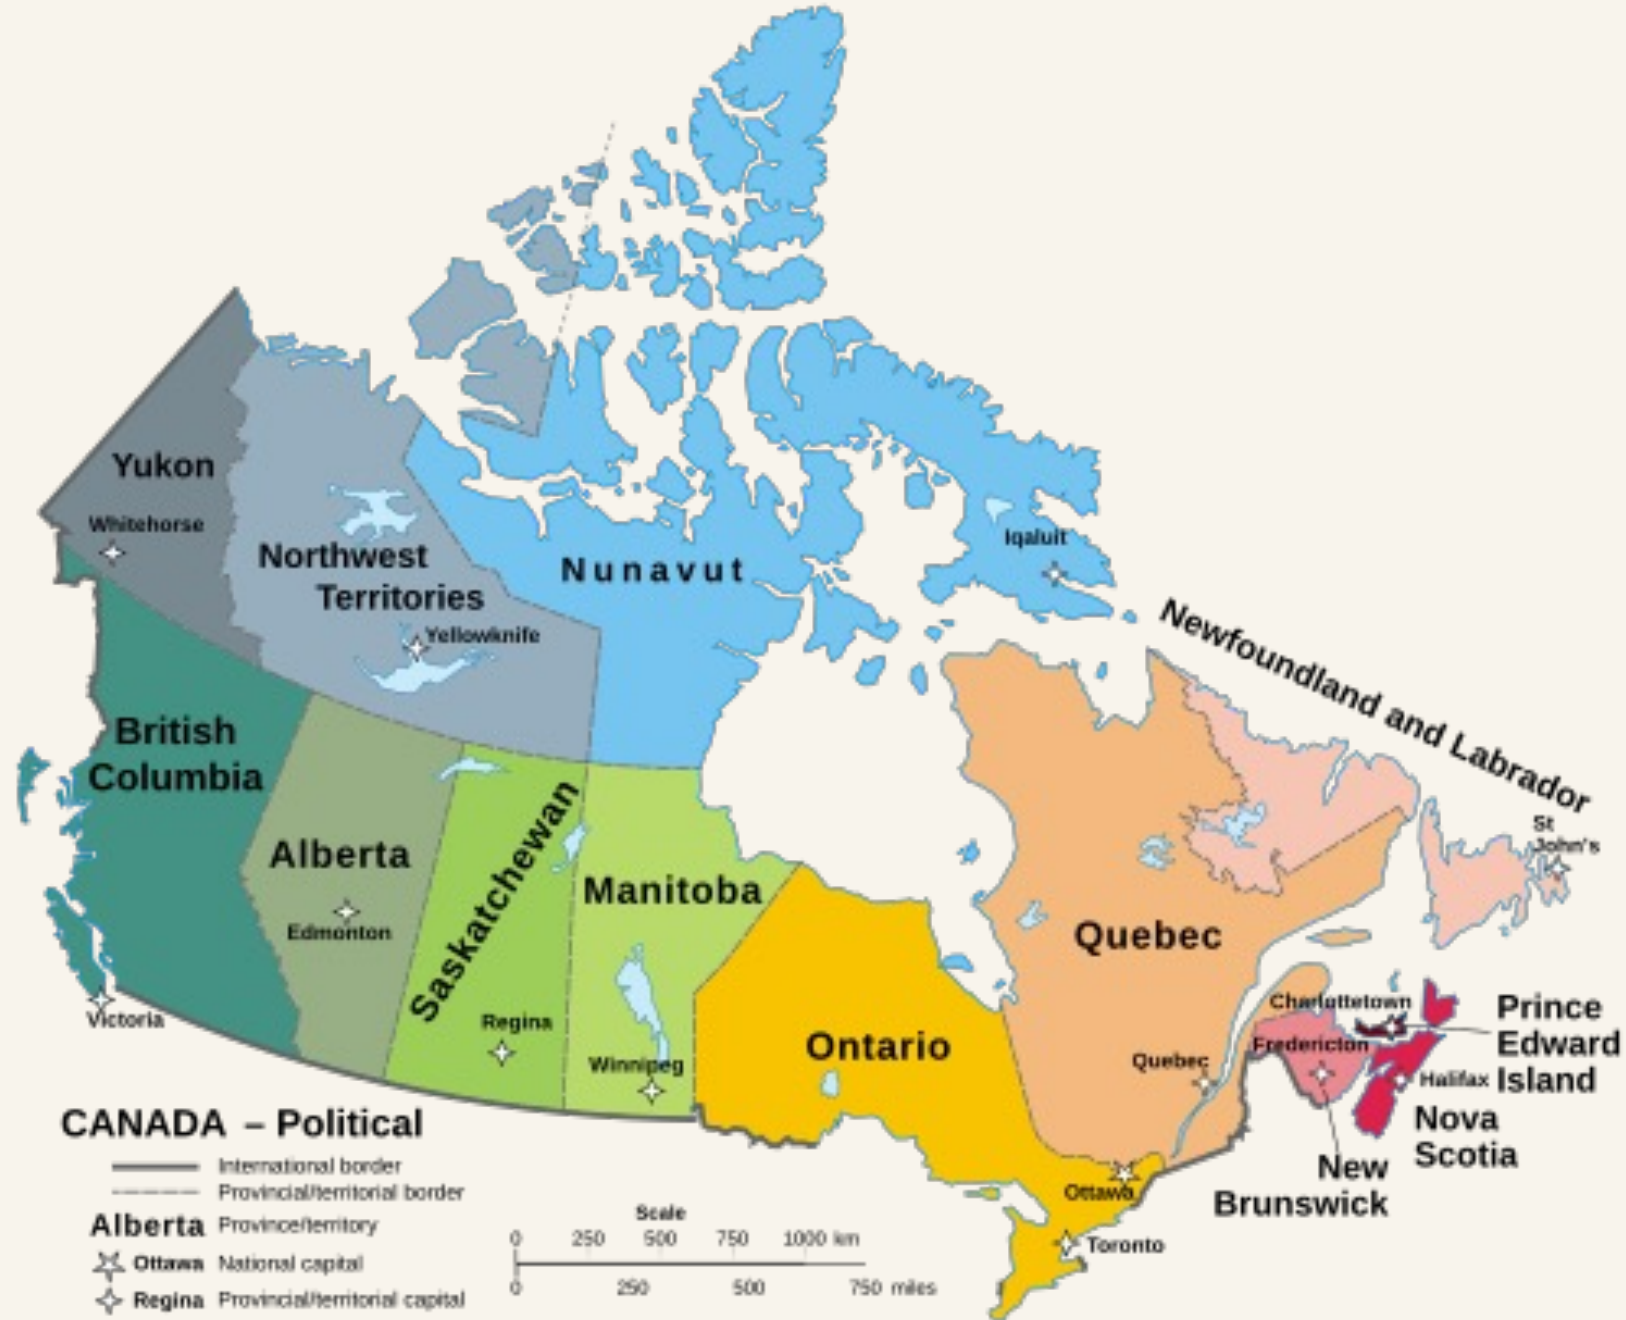 Yukon
Whitehorse
Northwest
Territories
Yellowknife
Nunavut
Iqaluit
Newfoundland and Labrador
St
John's
British
Columbia
Victoria
Alberta
Edmonton
Saskatchewan
Regina
Manitoba
Winnipeg
Ontario
Ottawa
Toronto
Quebec
Quebec
Charlottetown
Prince
Edward
Island
Fredericton
Halifax
Nova
Scotia
New
Brunswick
CANADA – Political
International border
Provincial/territorial border
Alberta Province/territory
Ottawa National capital
Regina Provincial/territorial capital
Scale
0 250 500 750 1000 km
0 250 500 750 miles